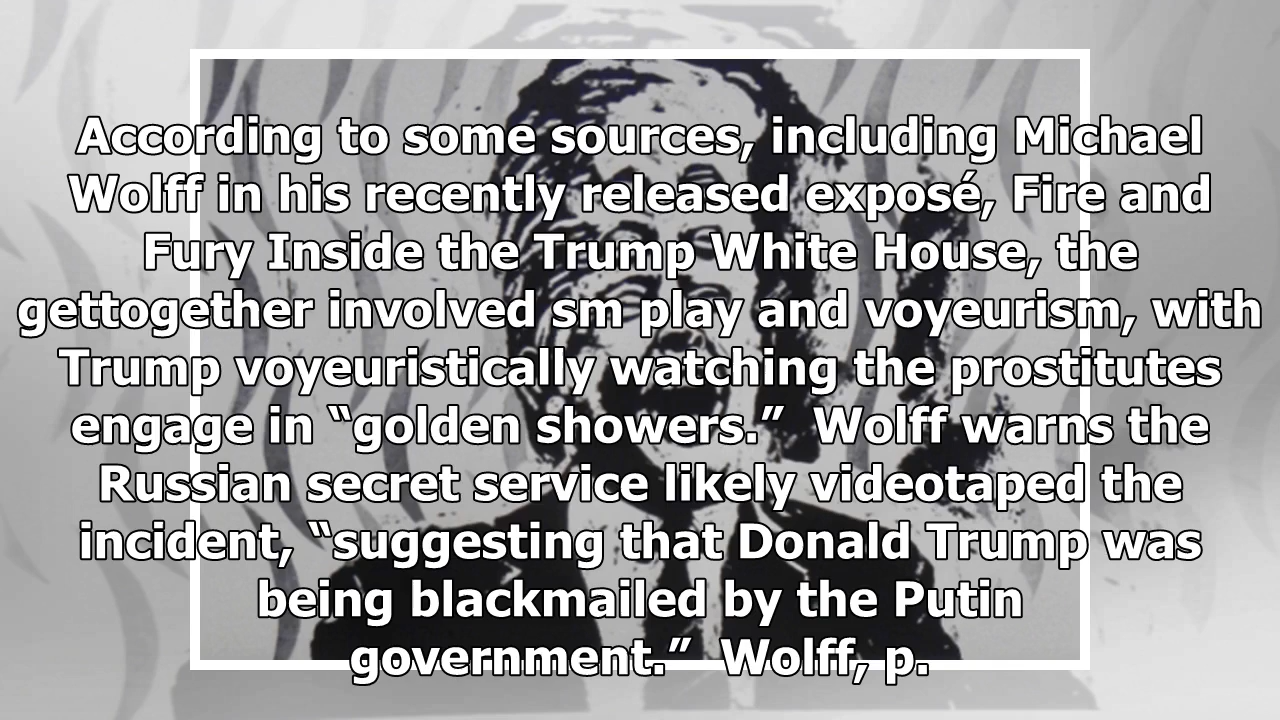 According to some sources, including Michael
Wolff in his recently released exposé, Fire and
Fury Inside the Trump White House, the
gettogether involved sm play and voyeurism, with
Trump voyeuristically watching the prostitutes
engage in “golden showers.”  Wolff warns the
Russian secret service likely videotaped the
incident, “suggesting that Donald Trump was
being blackmailed by the Putin
government.”  Wolff, p.